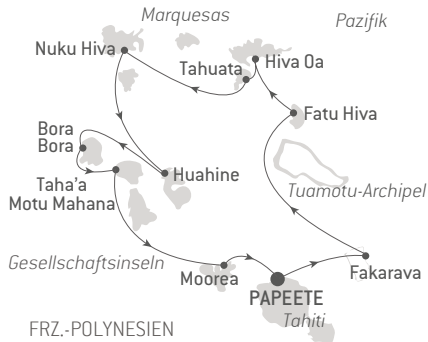 Marquesas
Pazifik
Nuku Hiva
Hiva Oa
Tahuata
Fatu Hiva
Bora
Bora
Huahine
Taha’a
Motu Mahana
Tuamotu-Archipel
Gesellschaftsinseln
Moorea
Fakarava
PAPEETE
Tahiti
FRZ.-POLYNESIEN